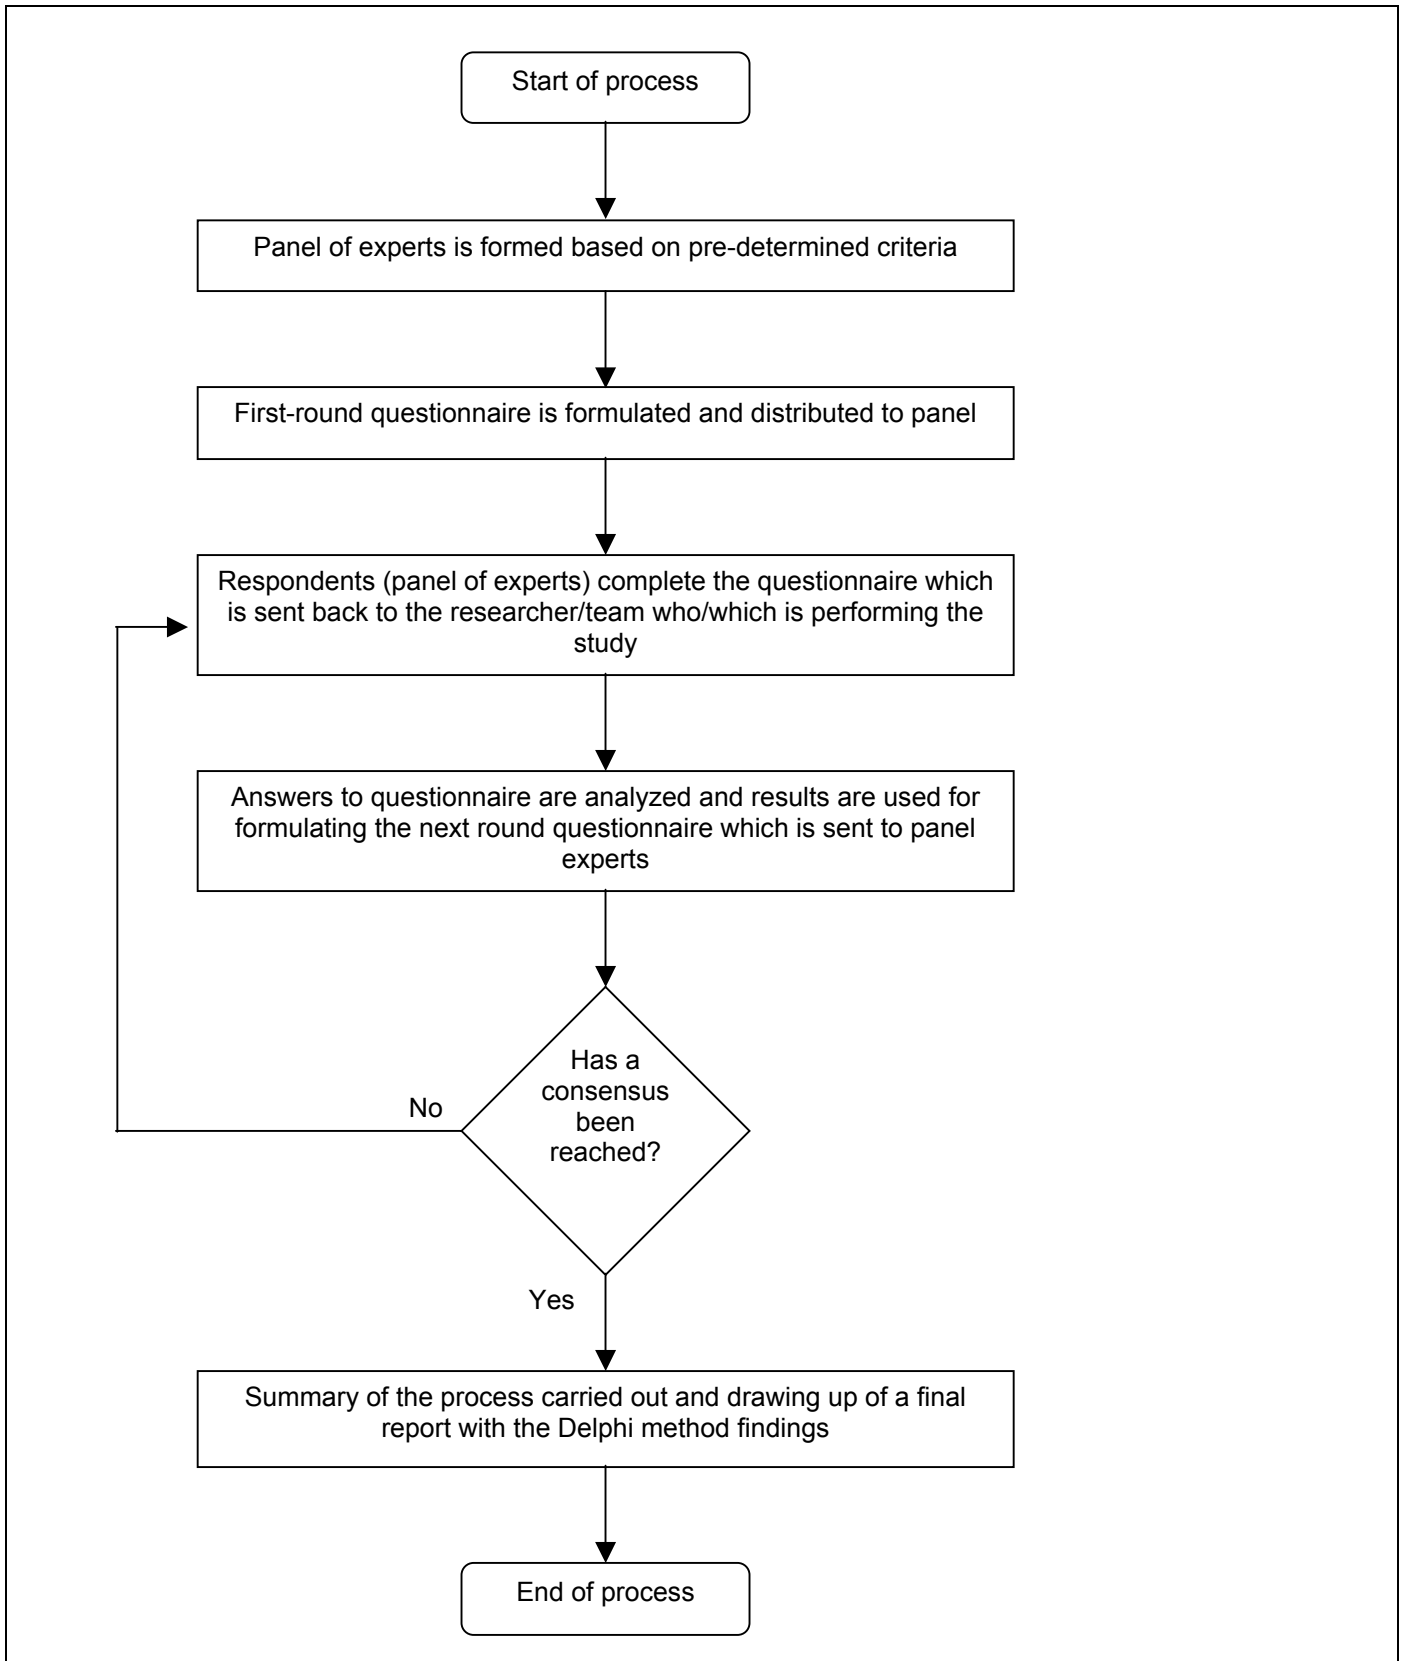 Start of process
Panel of experts is formed based on pre-determined criteria
First-round questionnaire is formulated and distributed to panel
Respondents (panel of experts) complete the questionnaire which
is sent back to the researcher/team who/which is performing the
study
Answers to questionnaire are analyzed and results are used for
formulating the next round questionnaire which is sent to panel
experts
Has a
consensus
been
reached?
No
Yes
Summary of the process carried out and drawing up of a final
report with the Delphi method findings
End of process